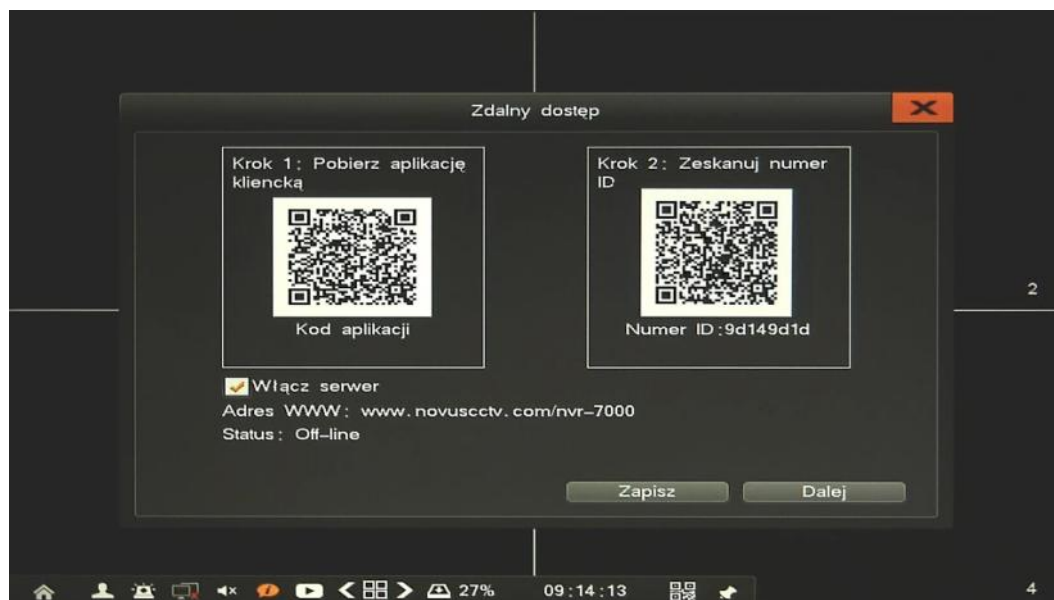 Zdalny dostęp
Krok 1: Pobierz aplikację
kliencką
Kod aplikacji
Krok 2: Zeskanuj numer
ID
Numer ID:9d149d1d
2
Włącz serwer
Adres WWW: www.novuscctv.com/nvr-7000
Status: Off-line
Zapisz
Dalej
27%
09:14:13
4